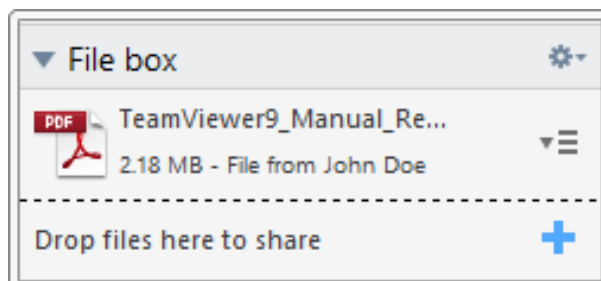 File box
PDF
TeamViewer9_Manual_Re...
2.18 MB - File from John Doe
Drop files here to share